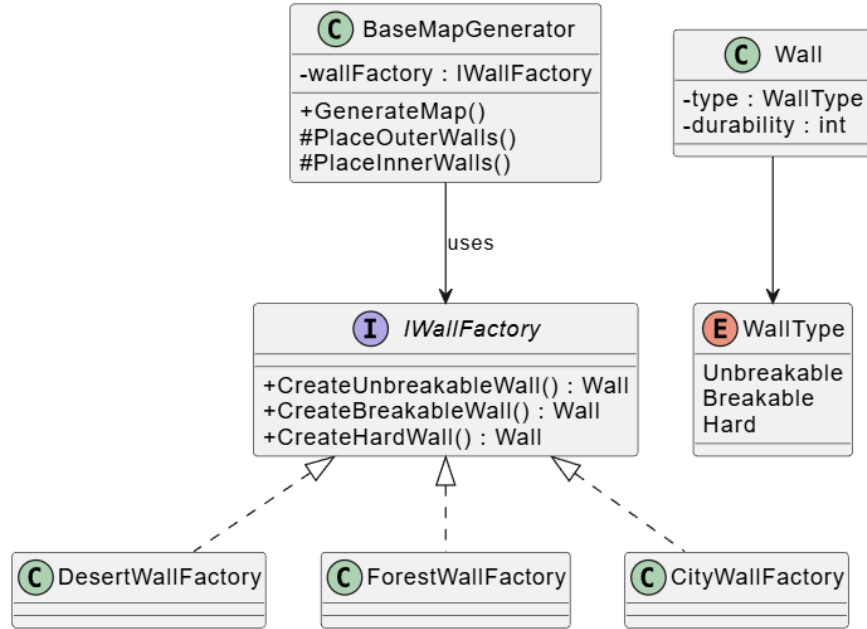 C BaseMapGenerator
-wallFactory : IWallFactory
+GenerateMap()
#PlaceOuterWalls()
#PlaceInnerWalls()
C Wall
-type : WallType
-durability : int
uses
I IWallFactory
+CreateUnbreakableWall() : Wall
+CreateBreakableWall() : Wall
+CreateHardWall() : Wall
E WallType
Unbreakable
Breakable
Hard
C DesertWallFactory
C ForestWallFactory
C CityWallFactory